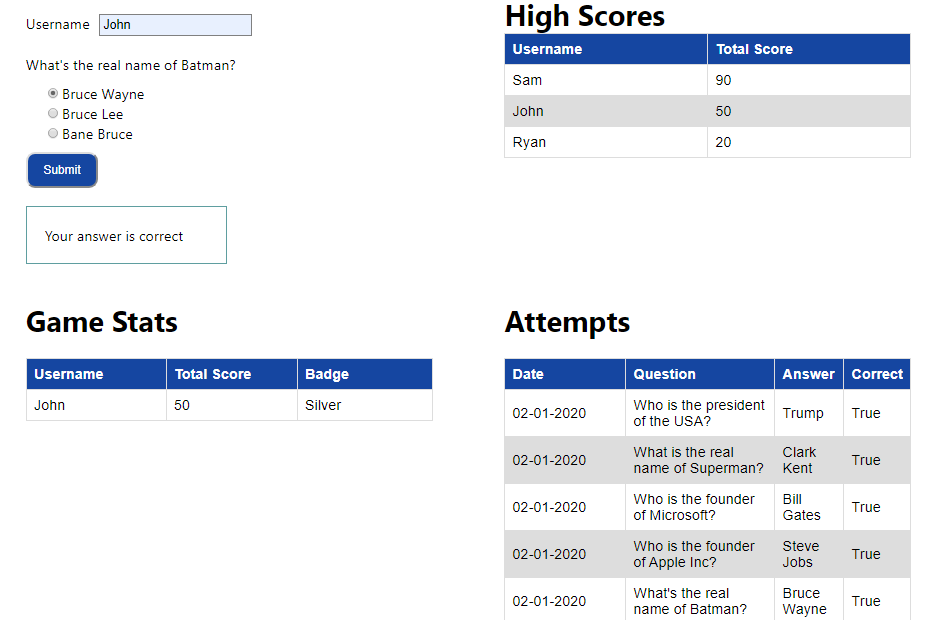 Username John
What's the real name of Batman?
Bruce Wayne
Bruce Lee
Bane Bruce
Submit
Your answer is correct
High Scores
Username Total Score
Sam 90
John 50
Ryan 20
Game Stats
Username Total Score Badge
John 50 Silver
Attempts
Date Question Answer Correct
02-01-2020 Who is the president of the USA? Trump True
02-01-2020 What is the real name of Superman? Clark Kent True
02-01-2020 Who is the founder of Microsoft? Bill Gates True
02-01-2020 Who is the founder of Apple Inc? Steve Jobs True
02-01-2020 What's the real name of Batman? Bruce Wayne True